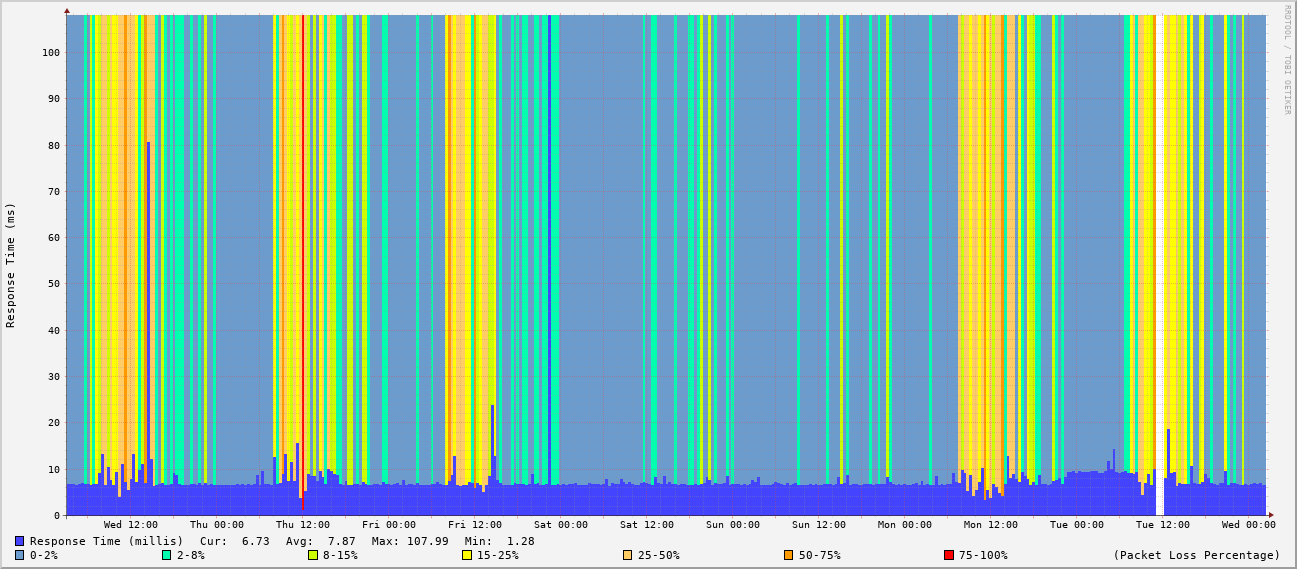 RRDTOOL / TOBI OETIKER
Response Time (ms)
100
90
80
70
60
50
40
30
20
10
0
Wed 12:00 Thu 00:00 Thu 12:00 Fri 00:00 Fri 12:00 Sat 00:00 Sat 12:00 Sun 00:00 Sun 12:00 Mon 00:00 Mon 12:00 Tue 00:00 Tue 12:00 Wed 00:00
Response Time (millis) Cur: 6.73 Avg: 7.87 Max: 107.99 Min: 1.28
0-2% 2-8% 8-15% 15-25% 25-50% 50-75% 75-100% (Packet Loss Percentage)